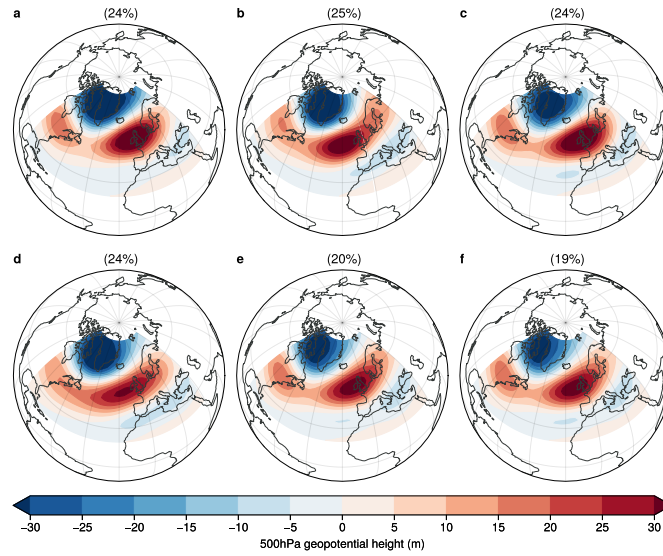 a (24%) b (25%) c (24%)
d (24%) e (20%) f (19%)
−30 −25 −20 −15 −10 −5 0 5 10 15 20 25 30
500hPa geopotential height (m)